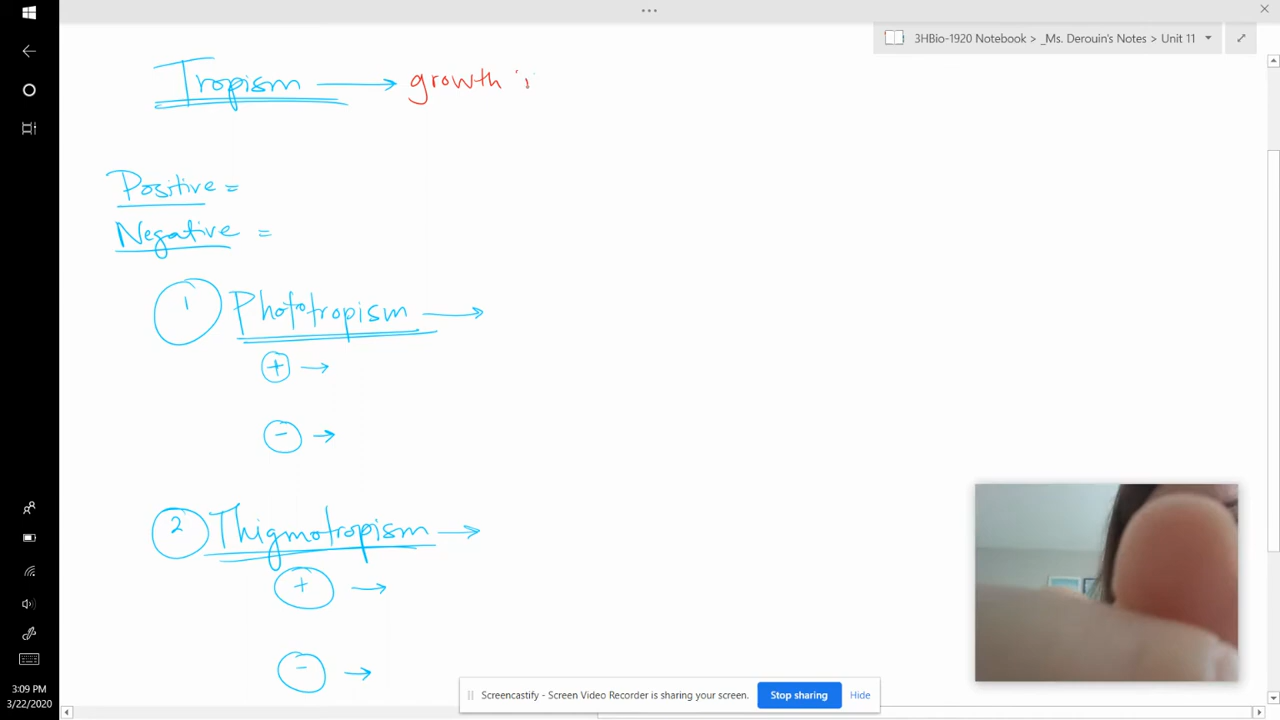 3HBio-1920 Notebook > _Ms. Derouin's Notes > Unit 11
Tropism → growth
Positive =
Negative =
1 Phototropism →
+ →
- →
2 Thigmotropism →
+ →
- →
Screencastify - Screen Video Recorder is sharing your screen. Stop sharing Hide
3:09 PM
3/22/2020